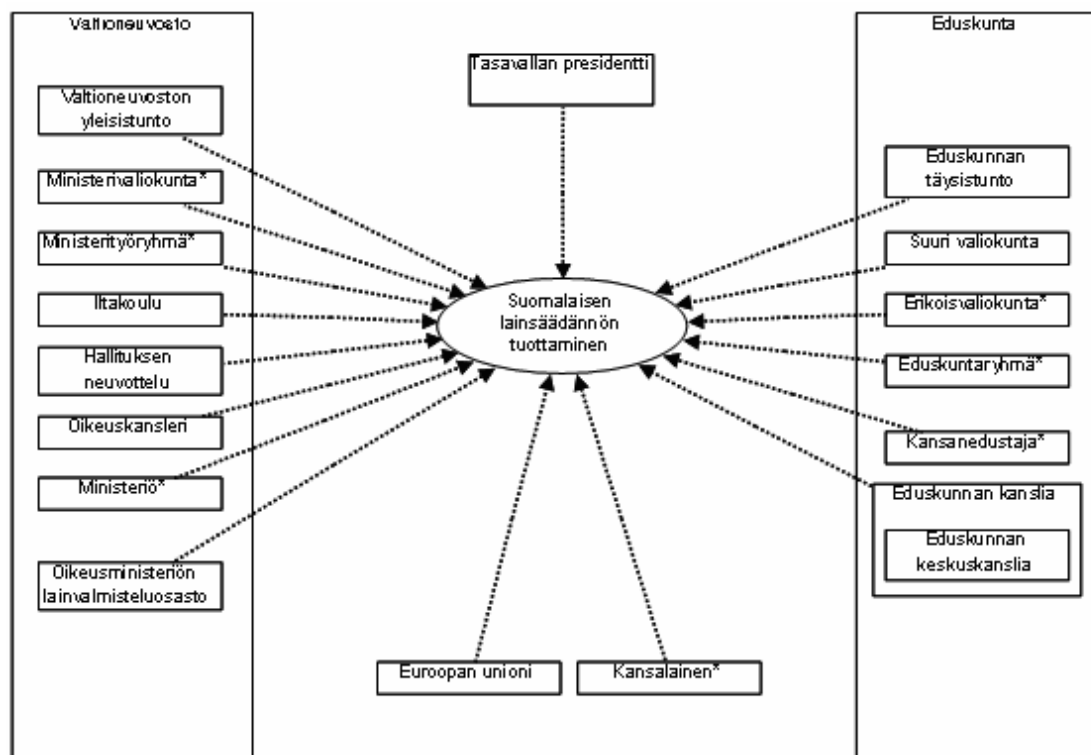 Valtioneuvosto
Valtioneuvoston
yleisistunto
Ministerivaliokunta*
Ministerityöryhmä*
Iltakoulu
Hallituksen
neuvottelu
Oikeuskansleri
Ministeriö*
Oikeusministeriön
lainvalmisteluosasto
Tasavallan presidentti
Suomalaisen
lainsäädännön
tuottaminen
Euroopan unioni
Kansalainen*
Eduskunta
Eduskunnan
täysistunto
Suuri valiokunta
Erikoisvaliokunta*
Eduskuntaryhmä*
Kansanedustaja*
Eduskunnan kanslia
Eduskunnan
keskuskanslia